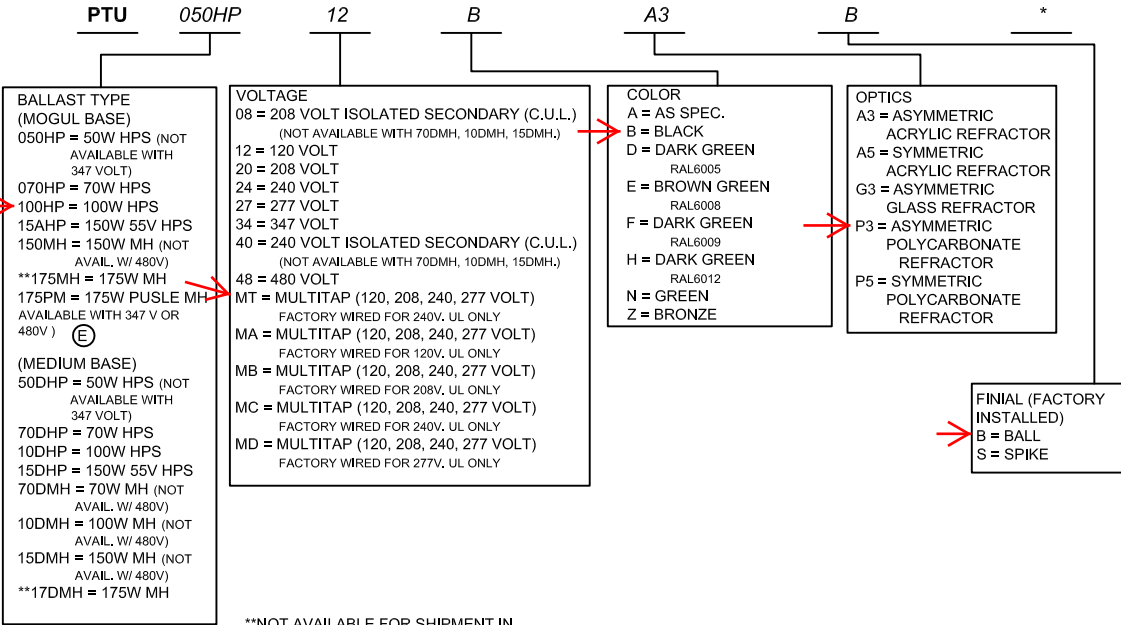 PTU 050HP 12 B A3 B *
BALLAST TYPE
(MOGUL BASE)
050HP = 50W HPS (NOT
AVAILABLE WITH
347 VOLT)
070HP = 70W HPS
100HP = 100W HPS
15AHP = 150W 55V HPS
150MH = 150W MH (NOT
AVAIL. W/ 480V)
**175MH = 175W MH
175PM = 175W PUSLE MH
AVAILABLE WITH 347 V OR
480V ) E
(MEDIUM BASE)
50DHP = 50W HPS (NOT
AVAILABLE WITH
347 VOLT)
70DHP = 70W HPS
10DHP = 100W HPS
15DHP = 150W 55V HPS
70DMH = 70W MH (NOT
AVAIL. W/ 480V)
10DMH = 100W MH (NOT
AVAIL. W/ 480V)
15DMH = 150W MH (NOT
AVAIL. W/ 480V)
**17DMH = 175W MH
VOLTAGE
08 = 208 VOLT ISOLATED SECONDARY (C.U.L.)
(NOT AVAILABLE WITH 70DMH, 10DMH, 15DMH.)
12 = 120 VOLT
20 = 208 VOLT
24 = 240 VOLT
27 = 277 VOLT
34 = 347 VOLT
40 = 240 VOLT ISOLATED SECONDARY (C.U.L.)
(NOT AVAILABLE WITH 70DMH, 10DMH, 15DMH.)
48 = 480 VOLT
MT = MULTITAP (120, 208, 240, 277 VOLT)
FACTORY WIRED FOR 240V. UL ONLY
MA = MULTITAP (120, 208, 240, 277 VOLT)
FACTORY WIRED FOR 120V. UL ONLY
MB = MULTITAP (120, 208, 240, 277 VOLT)
FACTORY WIRED FOR 208V. UL ONLY
MC = MULTITAP (120, 208, 240, 277 VOLT)
FACTORY WIRED FOR 240V. UL ONLY
MD = MULTITAP (120, 208, 240, 277 VOLT)
FACTORY WIRED FOR 277V. UL ONLY
COLOR
A = AS SPEC.
B = BLACK
D = DARK GREEN
RAL6005
E = BROWN GREEN
RAL6008
F = DARK GREEN
RAL6009
H = DARK GREEN
RAL6012
N = GREEN
Z = BRONZE
OPTICS
A3 = ASYMMETRIC
ACRYLIC REFRACTOR
A5 = SYMMETRIC
ACRYLIC REFRACTOR
G3 = ASYMMETRIC
GLASS REFRACTOR
P3 = ASYMMETRIC
POLYCARBONATE
REFRACTOR
P5 = SYMMETRIC
POLYCARBONATE
REFRACTOR
FINIAL (FACTORY
INSTALLED)
B = BALL
S = SPIKE
**NOT AVAILABLE FOR SHIPMENT IN